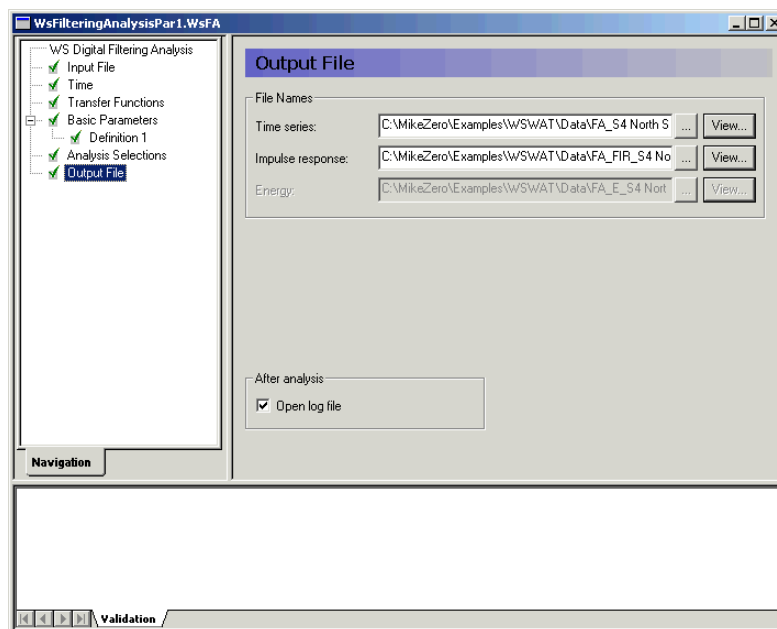 WsFilteringAnalysisPar1.WsFA
WS Digital Filtering Analysis
Input File
Time
Transfer Functions
Basic Parameters
Definition 1
Analysis Selections
Output File
Navigation
Output File
File Names
Time series: C:\MikeZero\Examples\WSWAT\Data\FA_S4 North S ... View...
Impulse response: C:\MikeZero\Examples\WSWAT\Data\FA_FIR_S4 No ... View...
Energy: C:\MikeZero\Examples\WSWAT\Data\FA_E_S4 Nort ... View...
After analysis
Open log file
Validation